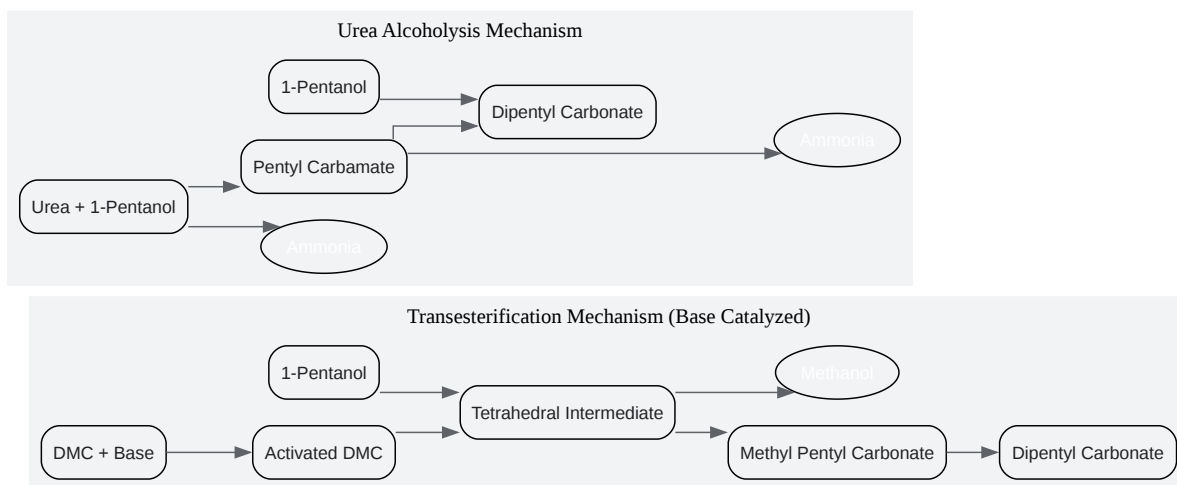 Urea Alcoholysis Mechanism
1-Pentanol
Dipentyl Carbonate
Ammonia
Pentyl Carbamate
Urea + 1-Pentanol
Ammonia
Transesterification Mechanism (Base Catalyzed)
1-Pentanol
Methanol
Tetrahedral Intermediate
DMC + Base
Activated DMC
Methyl Pentyl Carbonate
Dipentyl Carbonate